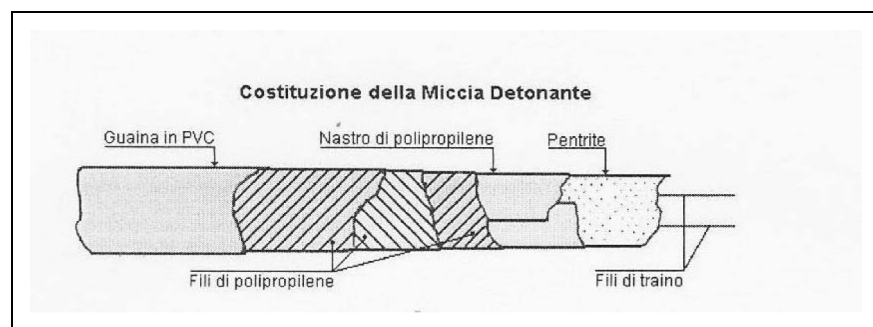 Costituzione della Miccia Detonante
Guaina in PVC
Nastro di polipropilene
Pentrite
Fili di polipropilene
Fili di traino